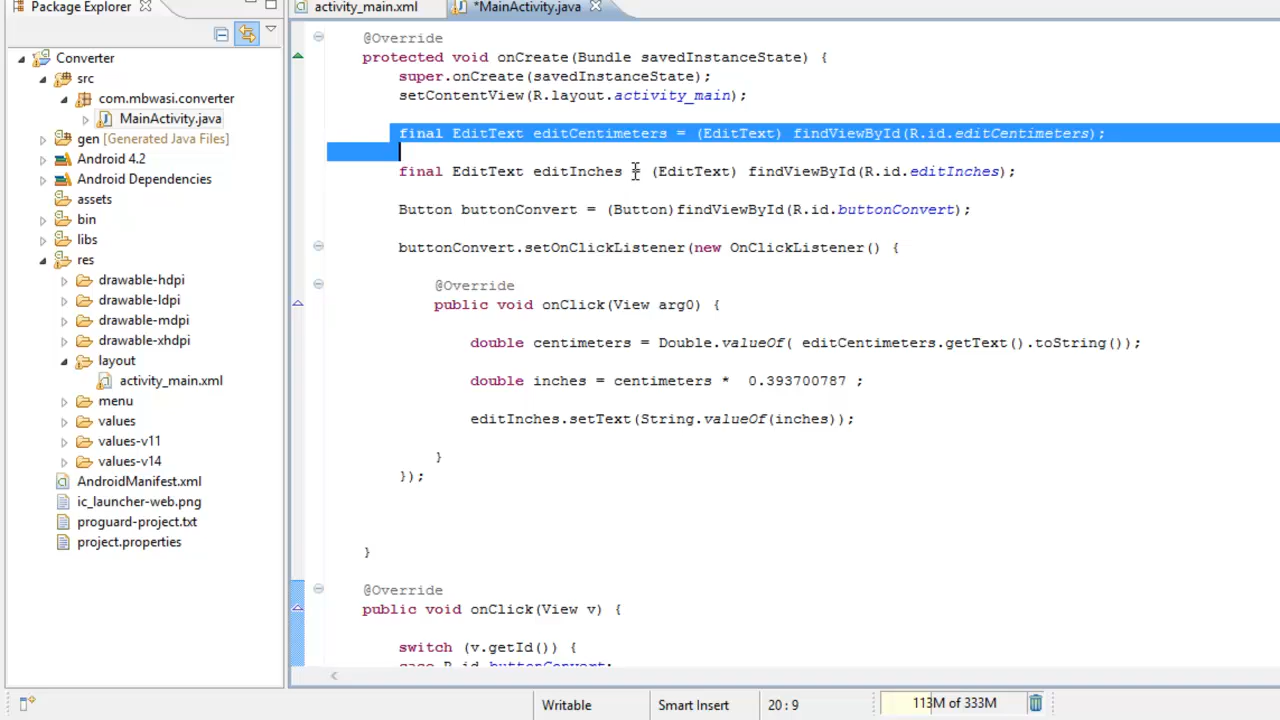 Package Explorer
activity_main.xml
*MainActivity.java
Converter
src
com.mbwasi.converter
MainActivity.java
gen [Generated Java Files]
Android 4.2
Android Dependencies
assets
bin
libs
res
drawable-hdpi
drawable-ldpi
drawable-mdpi
drawable-xhdpi
layout
activity_main.xml
menu
values
values-v11
values-v14
AndroidManifest.xml
ic_launcher-web.png
proguard-project.txt
project.properties
@Override
protected void onCreate(Bundle savedInstanceState) {
super.onCreate(savedInstanceState);
setContentView(R.layout.activity_main);
final EditText editCentimeters = (EditText) findViewById(R.id.editCentimeters);
final EditText editInches = (EditText) findViewById(R.id.editInches);
Button buttonConvert = (Button)findViewById(R.id.buttonConvert);
buttonConvert.setOnClickListener(new OnClickListener() {
@Override
public void onClick(View arg0) {
double centimeters = Double.valueOf( editCentimeters.getText().toString());
double inches = centimeters * 0.393700787 ;
editInches.setText(String.valueOf(inches));
}
});
}
@Override
public void onClick(View v) {
switch (v.getId()) {
case R.id.buttonConvert:
Writable
Smart Insert
20 : 9
113M of 333M